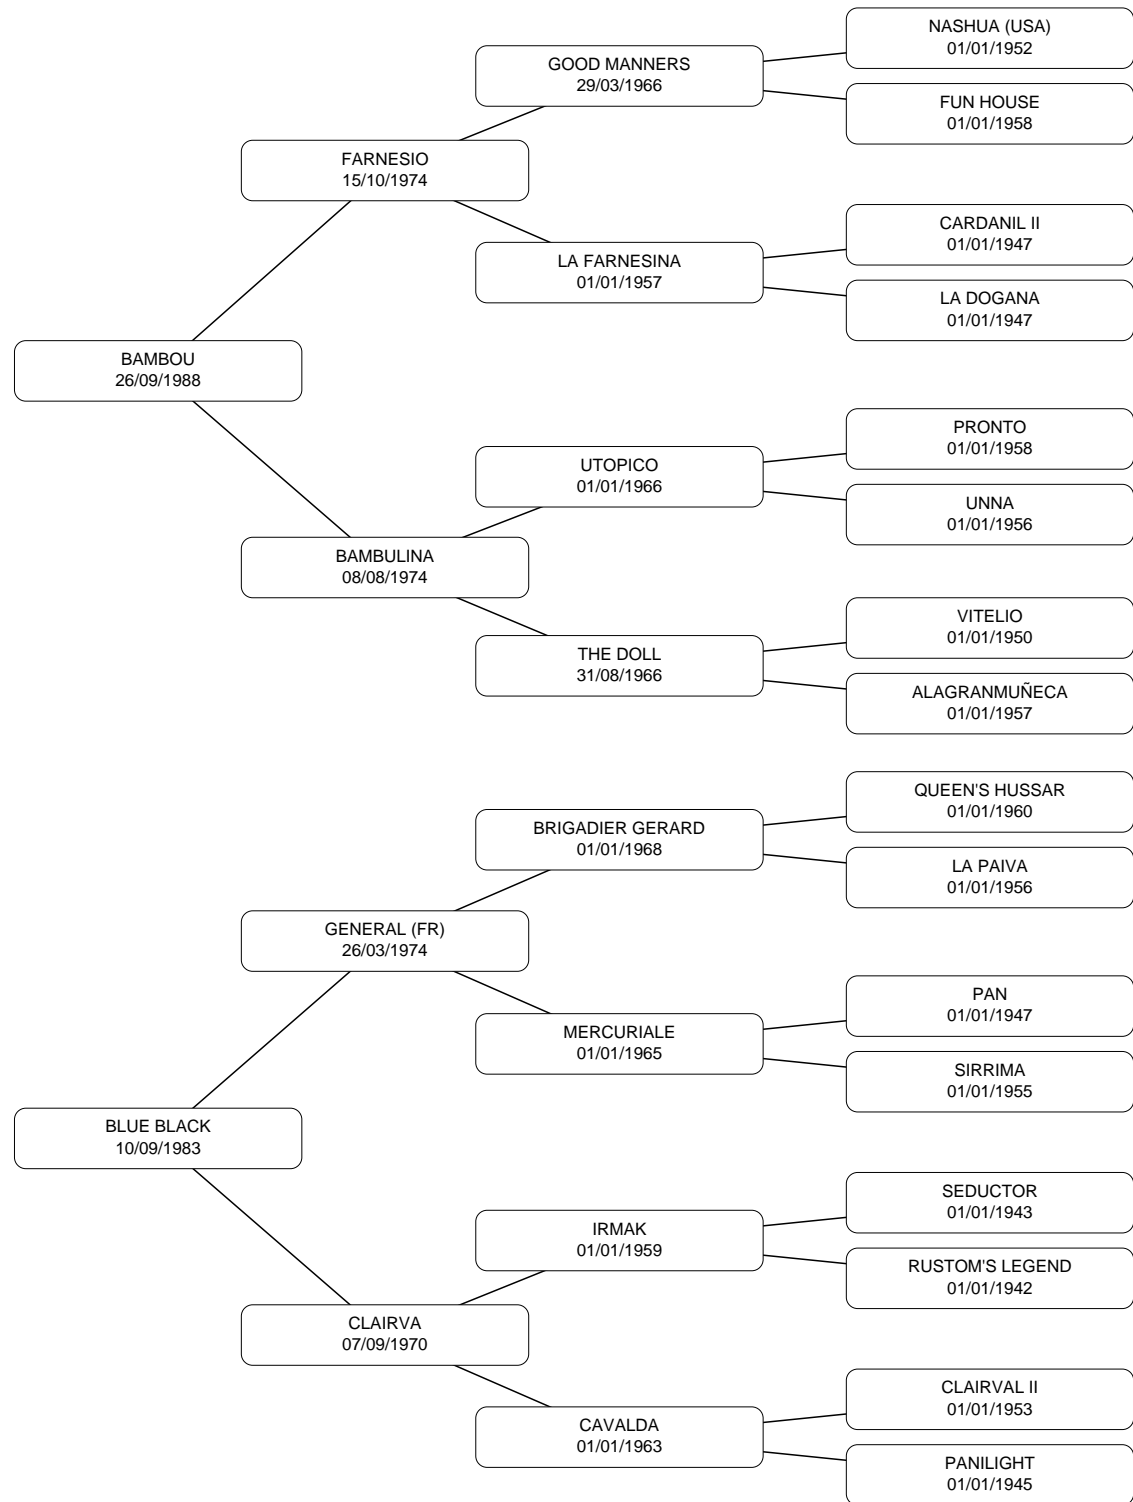 NASHUA (USA)
01/01/1952
GOOD MANNERS
29/03/1966
FUN HOUSE
01/01/1958
FARNESIO
15/10/1974
CARDANIL II
01/01/1947
LA FARNESINA
01/01/1957
LA DOGANA
01/01/1947
BAMBOU
26/09/1988
PRONTO
01/01/1958
UTOPICO
01/01/1966
UNNA
01/01/1956
BAMBULINA
08/08/1974
VITELIO
01/01/1950
THE DOLL
31/08/1966
ALAGRANMUÑECA
01/01/1957
QUEEN'S HUSSAR
01/01/1960
BRIGADIER GERARD
01/01/1968
LA PAIVA
01/01/1956
GENERAL (FR)
26/03/1974
PAN
01/01/1947
MERCURIALE
01/01/1965
SIRRIMA
01/01/1955
BLUE BLACK
10/09/1983
SEDUCTOR
01/01/1943
IRMAK
01/01/1959
RUSTOM'S LEGEND
01/01/1942
CLAIRVA
07/09/1970
CLAIRVAL II
01/01/1953
CAVALDA
01/01/1963
PANILIGHT
01/01/1945